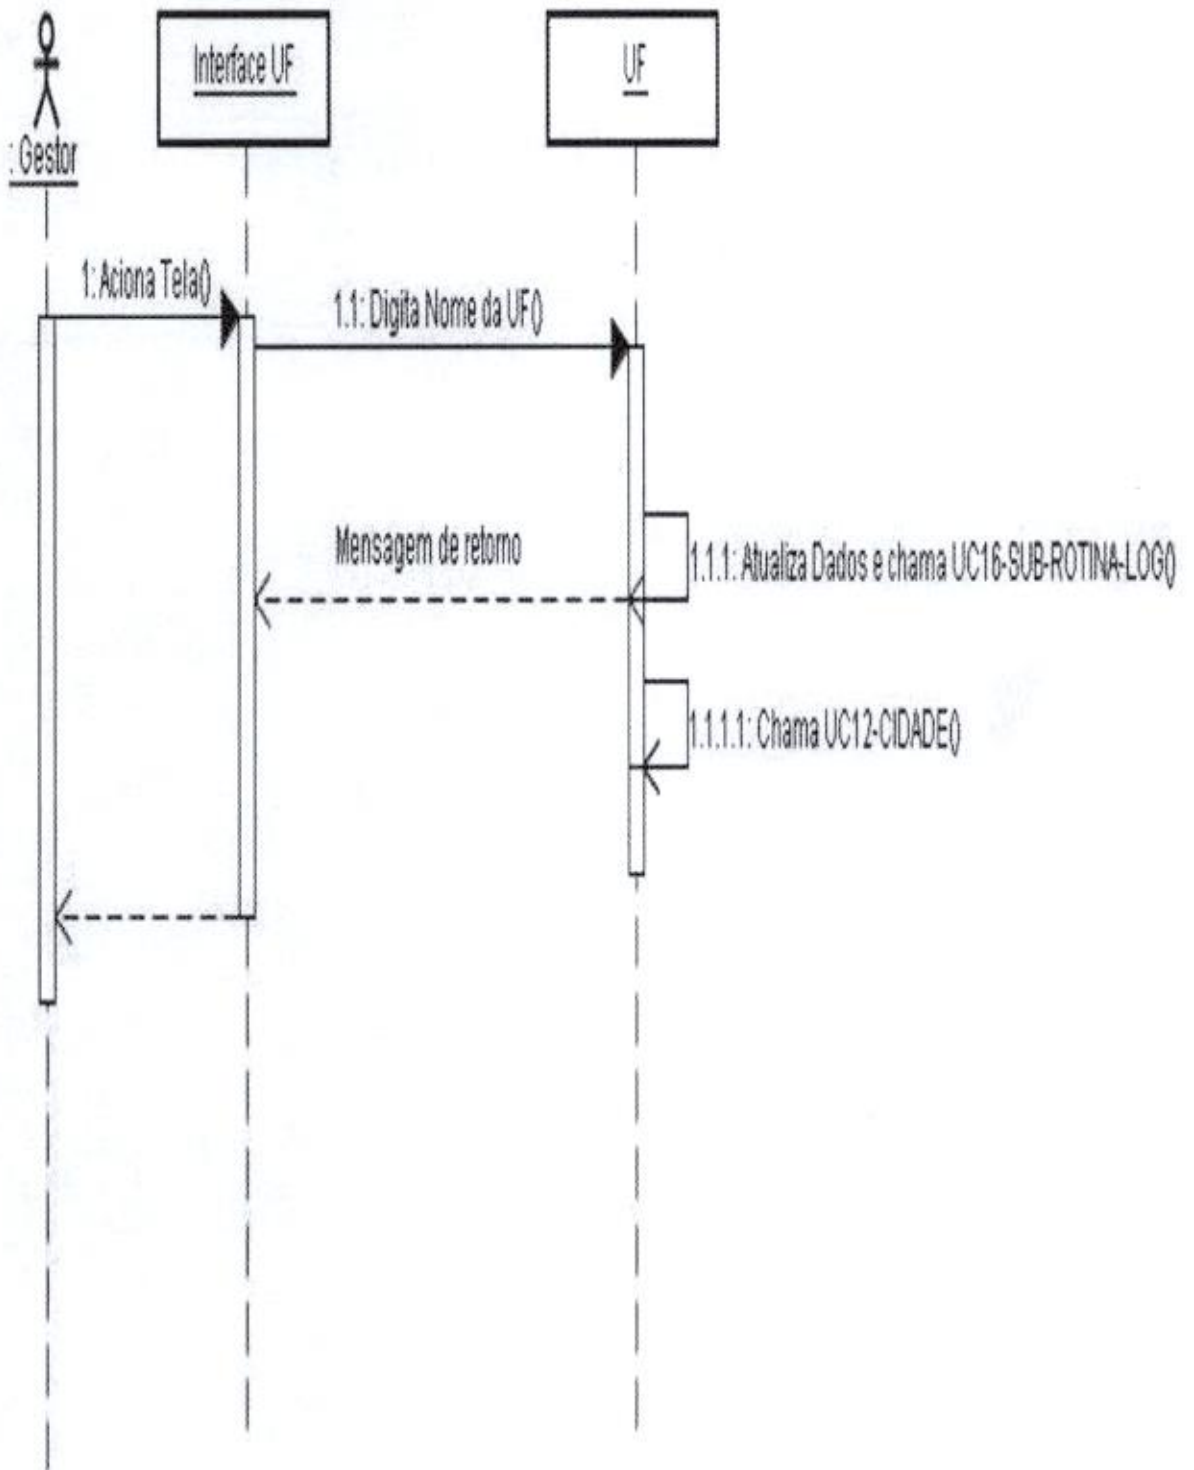 Interface UF
UF
: Gestor
1: Aciona Tela()
1.1: Digita Nome da UF()
Mensagem de retorno
1.1.1: Atualiza Dados e chama UC16-SUB-ROTINA-LOG()
1.1.1.1: Chama UC12-CIDADE()